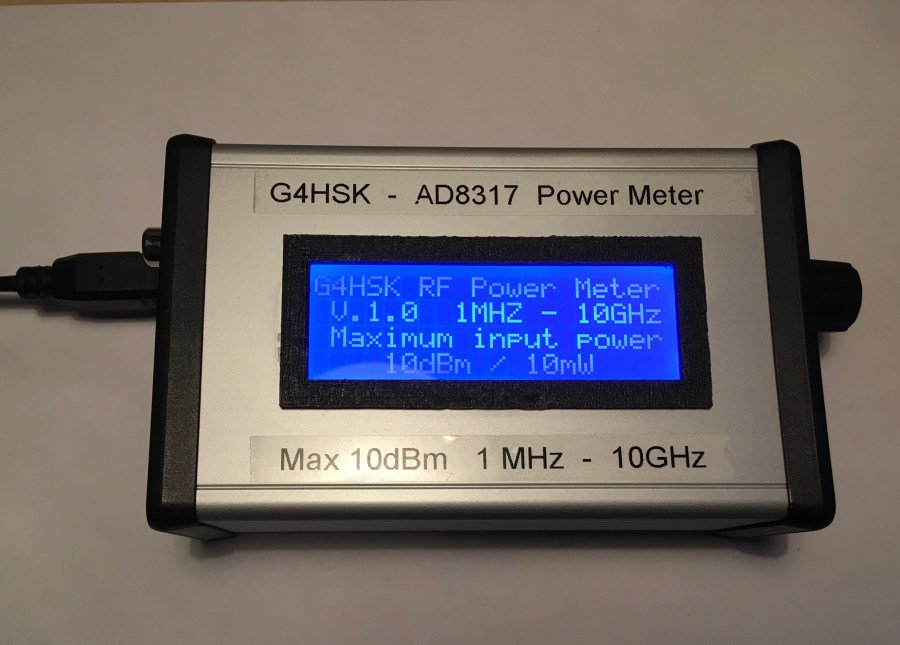 G4HSK - AD8317 Power Meter
G4HSK RF Power Meter
V.1.0 1MHZ - 10GHz
Maximum input power
10dBm / 10mW
Max 10dBm 1 MHz - 10GHz